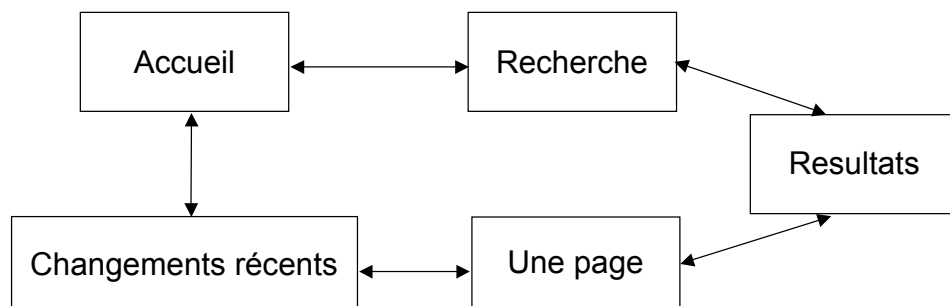 Accueil
Recherche
Resultats
Changements récents
Une page